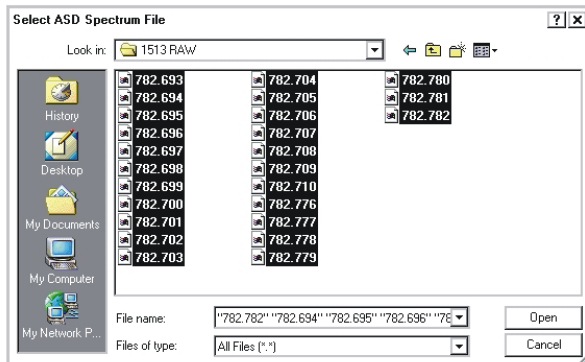 Select ASD Spectrum File
Look in: 1513 RAW
History
Desktop
My Documents
My Computer
My Network P...
782.693
782.694
782.695
782.696
782.697
782.698
782.699
782.700
782.701
782.702
782.703
782.704
782.705
782.706
782.707
782.708
782.709
782.710
782.776
782.777
782.778
782.779
782.780
782.781
782.782
File name: "782.782" "782.694" "782.695" "782.696" "78
Open
Files of type: All Files (*.*)
Cancel